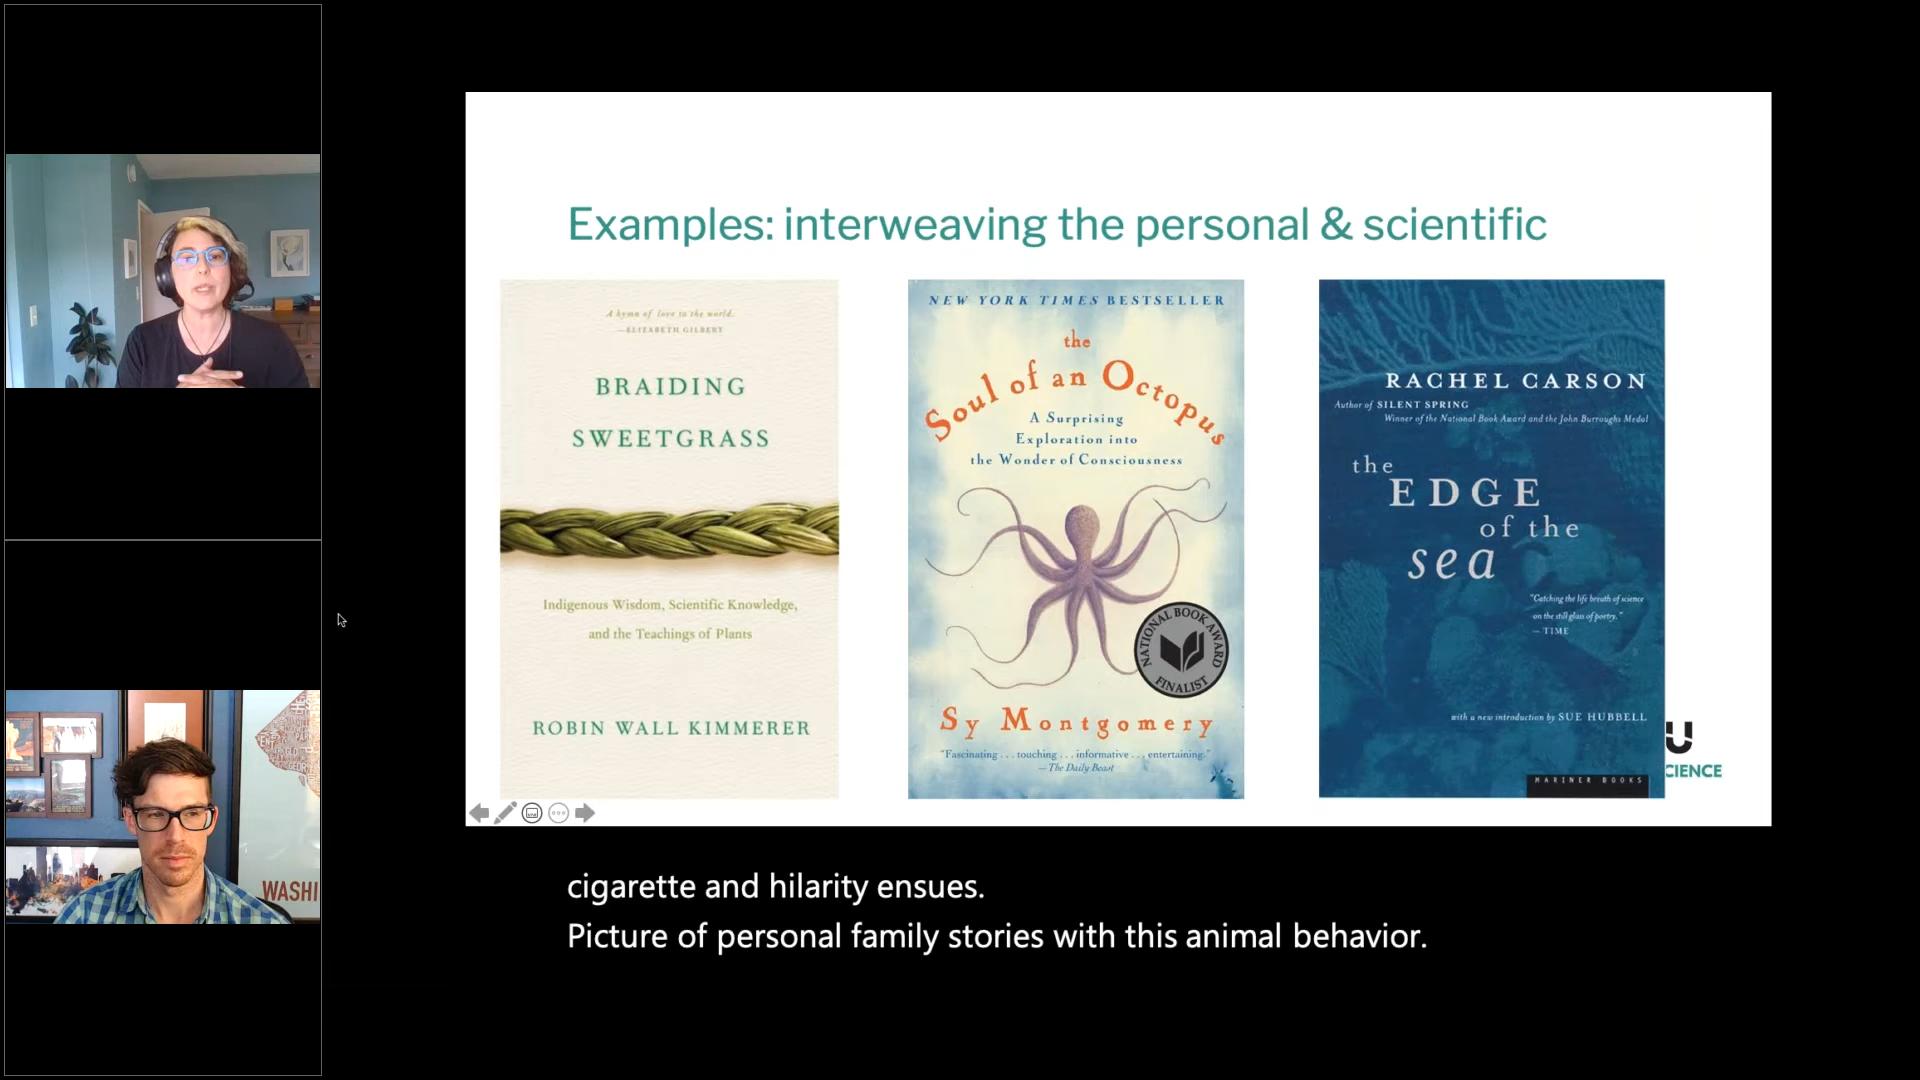 Examples: interweaving the personal & scientific
A hymn of love to the world.
—ELIZABETH GILBERT
BRAIDING
SWEETGRASS
Indigenous Wisdom, Scientific Knowledge,
and the Teachings of Plants
ROBIN WALL KIMMERER
NEW YORK TIMES BESTSELLER
the
Soul of an Octopus
A Surprising
Exploration into
the Wonder of Consciousness
NATIONAL BOOK AWARD
FINALIST
Sy Montgomery
"Fascinating . . . touching . . . informative . . . entertaining."
—The Daily Beast
RACHEL CARSON
Author of SILENT SPRING
Winner of the National Book Award and the John Burroughs Medal
the
EDGE
of the
sea
"Catching the life breath of science
on the still glass of poetry."
— TIME
with a new introduction by SUE HUBBELL
MARINER BOOKS
U
CIENCE
WASHI
cigarette and hilarity ensues.
Picture of personal family stories with this animal behavior.